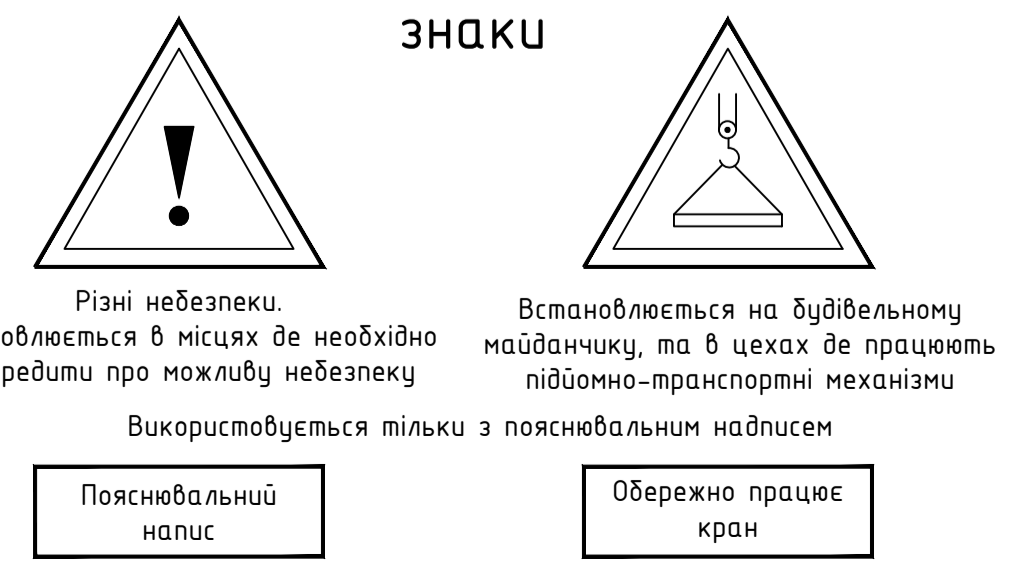 знаки
Різні небезпеки.
овлюється в місцях де необхідно
редити про можливу небезпеку
Встановлюється на будівельному
майданчику, та в цехах де працюють
підйомно-транспортні механізми
Використовується тільки з пояснювальним надписем
Пояснювальний
напис
Обережно працює
кран